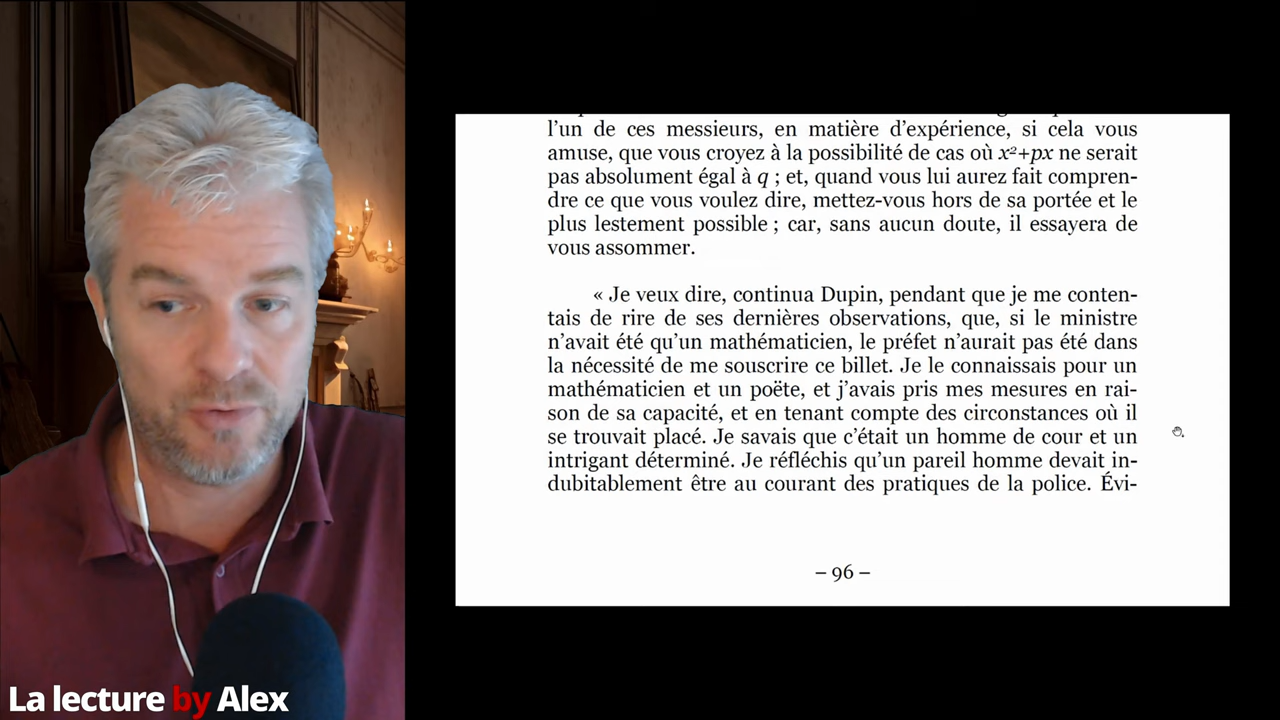 l'un de ces messieurs, en matière d'expérience, si cela vous
amuse, que vous croyez à la possibilité de cas où x²+px ne serait
pas absolument égal à q ; et, quand vous lui aurez fait compren-
dre ce que vous voulez dire, mettez-vous hors de sa portée et le
plus lestement possible ; car, sans aucun doute, il essayera de
vous assommer.
« Je veux dire, continua Dupin, pendant que je me conten-
tais de rire de ses dernières observations, que, si le ministre
n'avait été qu'un mathématicien, le préfet n'aurait pas été dans
la nécessité de me souscrire ce billet. Je le connaissais pour un
mathématicien et un poëte, et j'avais pris mes mesures en rai-
son de sa capacité, et en tenant compte des circonstances où il
se trouvait placé. Je savais que c'était un homme de cour et un
intrigant déterminé. Je réfléchis qu'un pareil homme devait in-
dubitablement être au courant des pratiques de la police. Évi-
– 96 –
La lecture by Alex